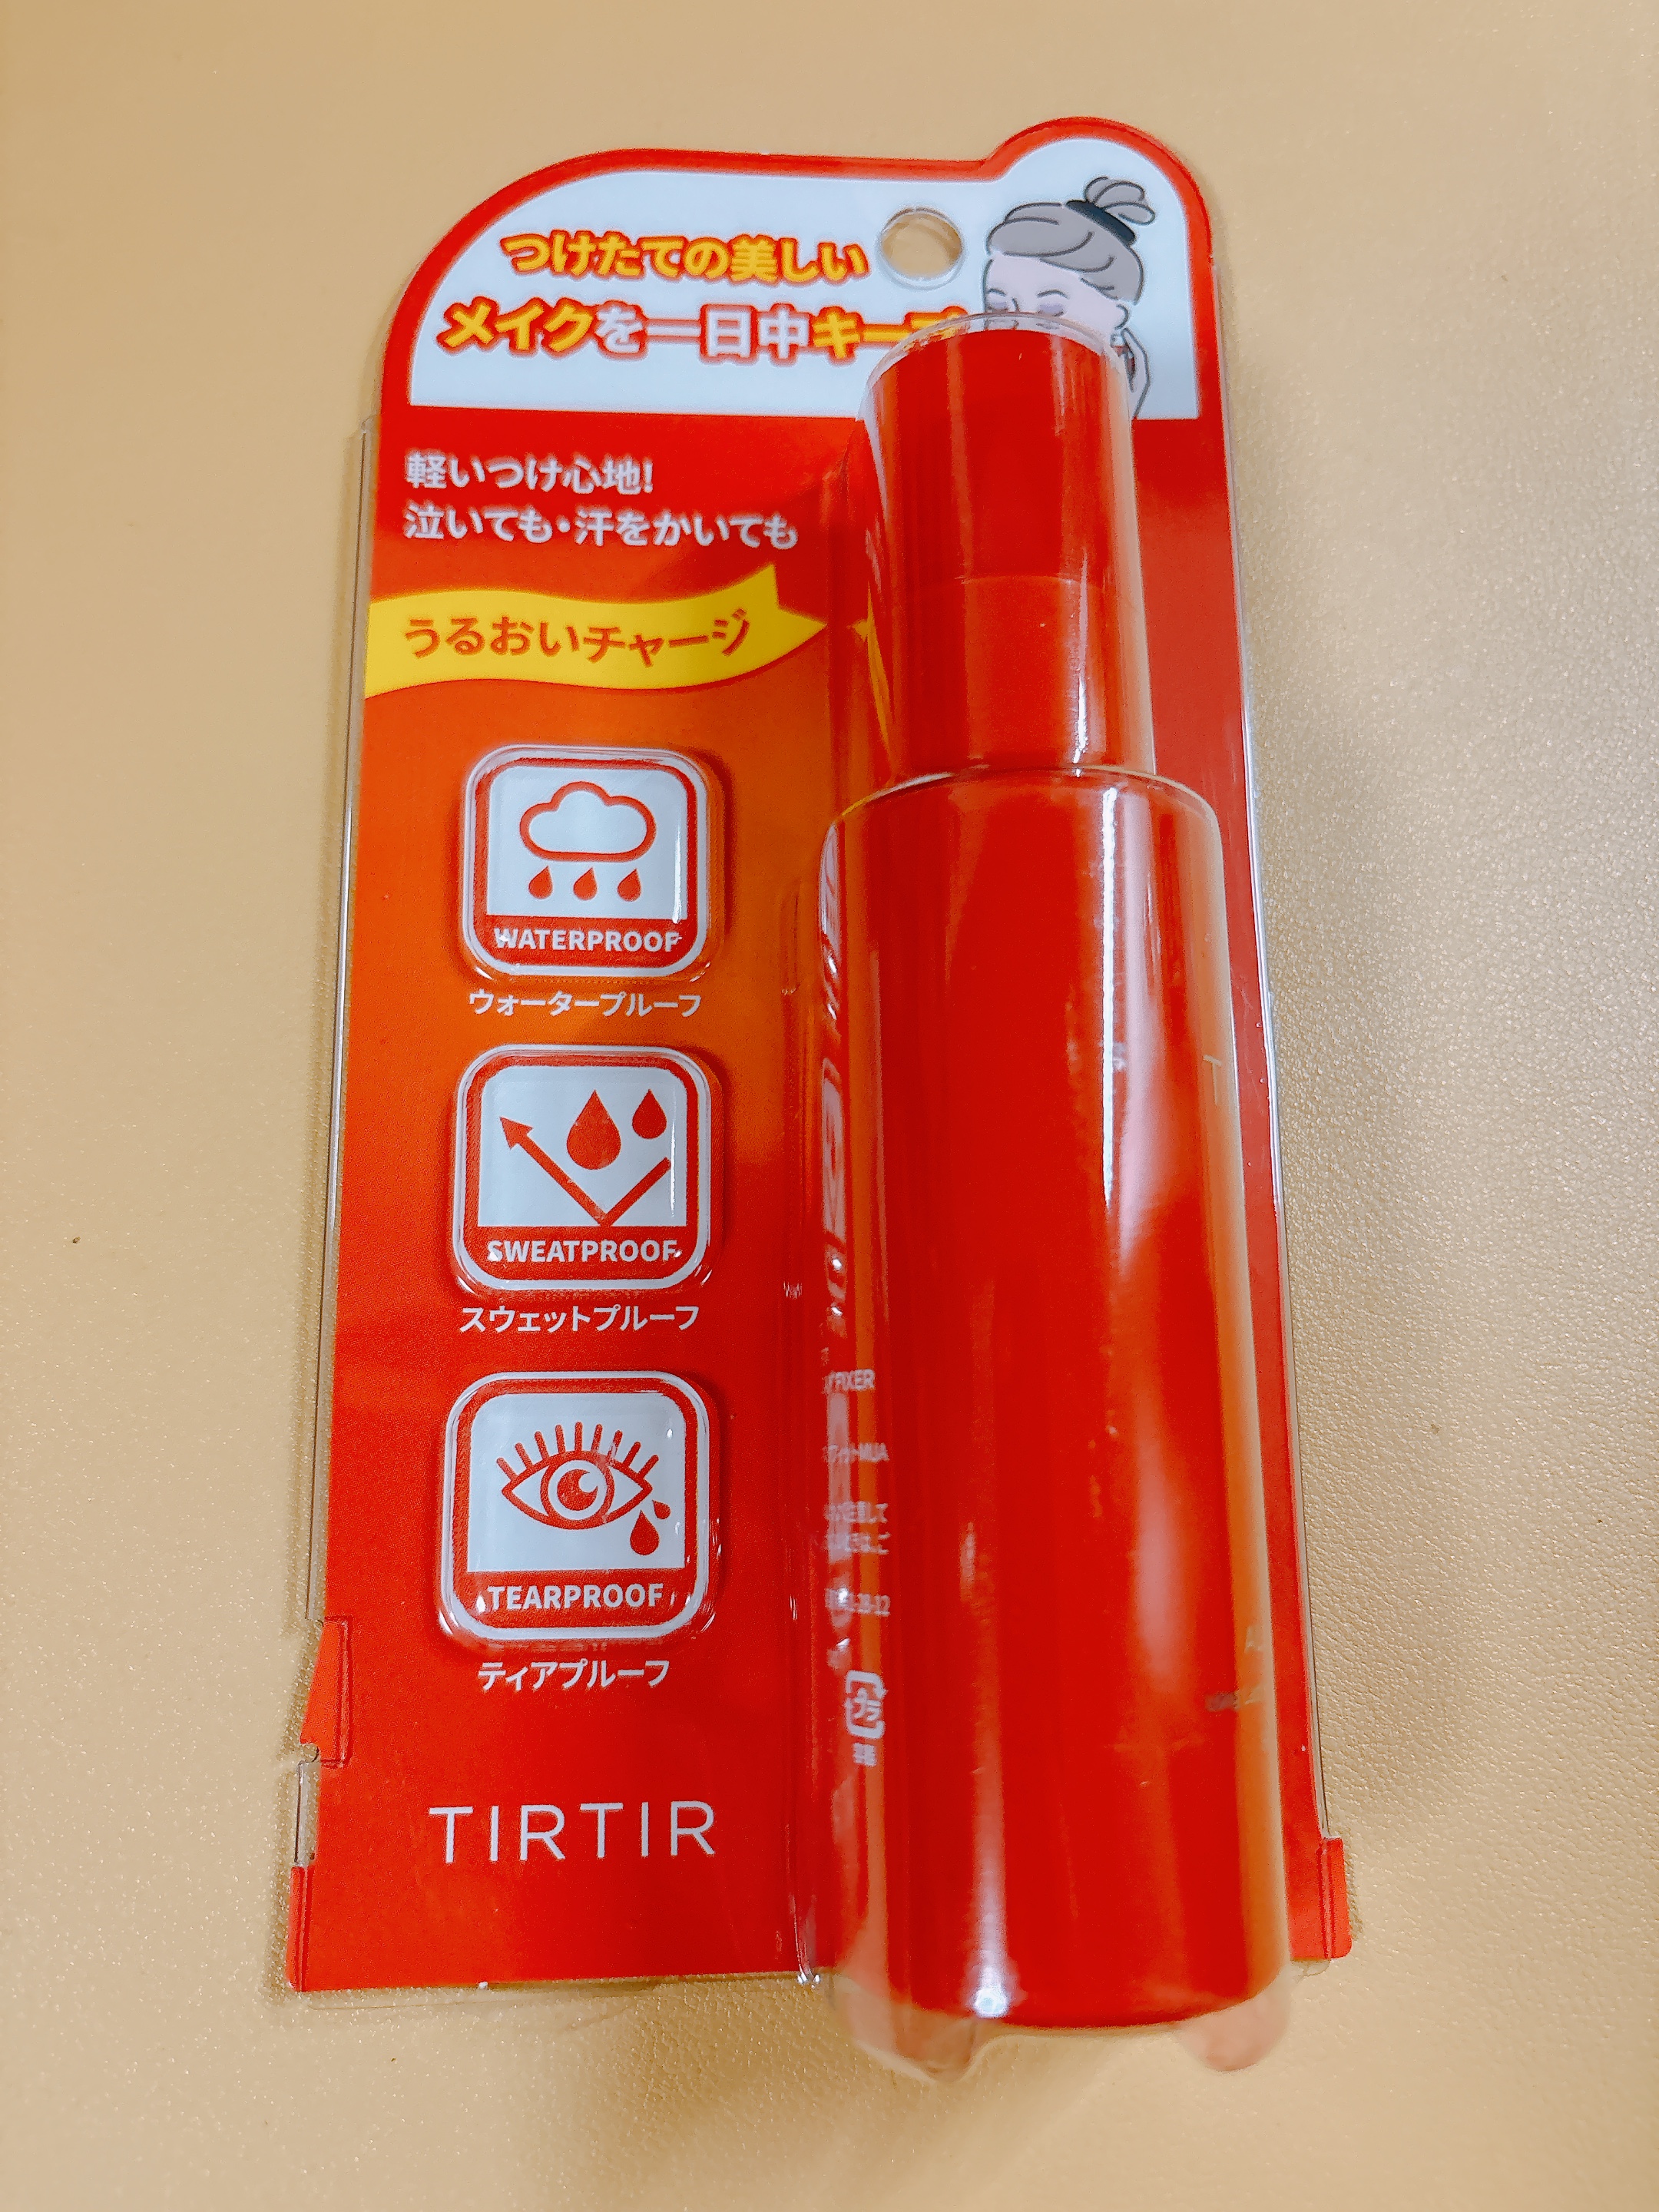 つけたての美しい
メイクを一日中キープ
軽いつけ心地!
泣いても・汗をかいても
うるおいチャージ
WATERPROOF
ウォータープルーフ
SWEATPROOF
スウェットプルーフ
TEARPROOF
ティアプルーフ
TIRTIR
FIXER
プラ